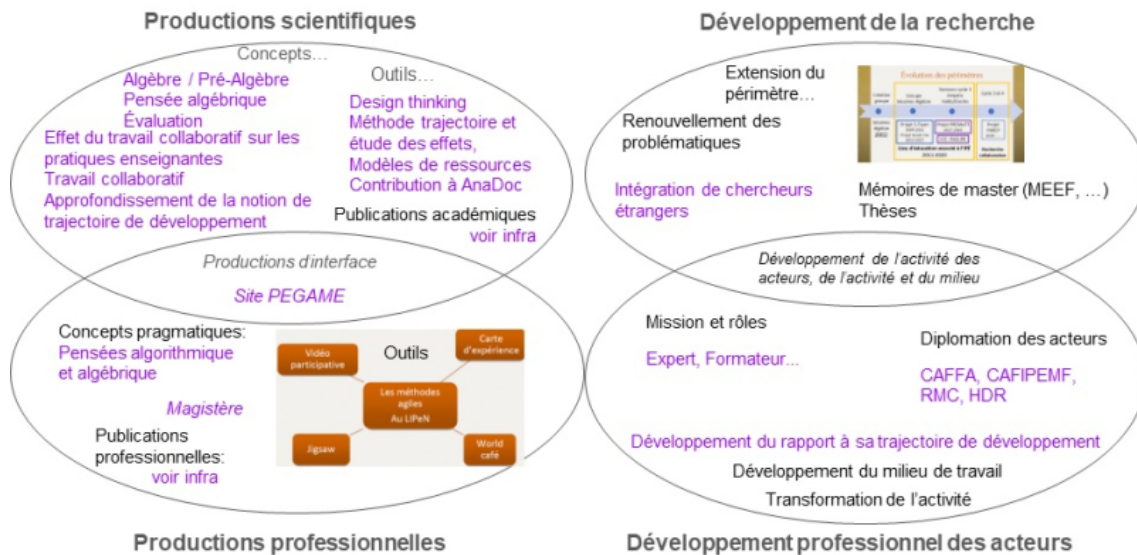 Productions scientifiques
Concepts…
Algèbre / Pré-Algèbre
Pensée algébrique
Évaluation
Effet du travail collaboratif sur les
pratiques enseignantes
Travail collaboratif
Approfondissement de la notion de
trajectoire de développement
Outils…
Design thinking
Méthode trajectoire et
étude des effets,
Modèles de ressources
Contribution à AnaDoc
Publications académiques
voir infra
Productions d'interface
Site PEGAME
Concepts pragmatiques:
Pensées algorithmique
et algébrique
Magistère
Publications
professionnelles:
voir infra
Outils
Vidéo
participative
Carte
d'expérience
Les méthodes
agiles
Au LIPeN
Jigsaw
World
café
Productions professionnelles
Développement de la recherche
Extension du
périmètre…
Renouvellement des
problématiques
Évolution des périmètres
Intégration de chercheurs
étrangers
Mémoires de master (MEEF, …)
Thèses
Développement de l'activité des
acteurs, de l'activité et du milieu
Mission et rôles
Expert, Formateur...
Diplomation des acteurs
CAFFA, CAFIPEMF,
RMC, HDR
Développement du rapport à sa trajectoire de développement
Développement du milieu de travail
Transformation de l'activité
Développement professionnel des acteurs